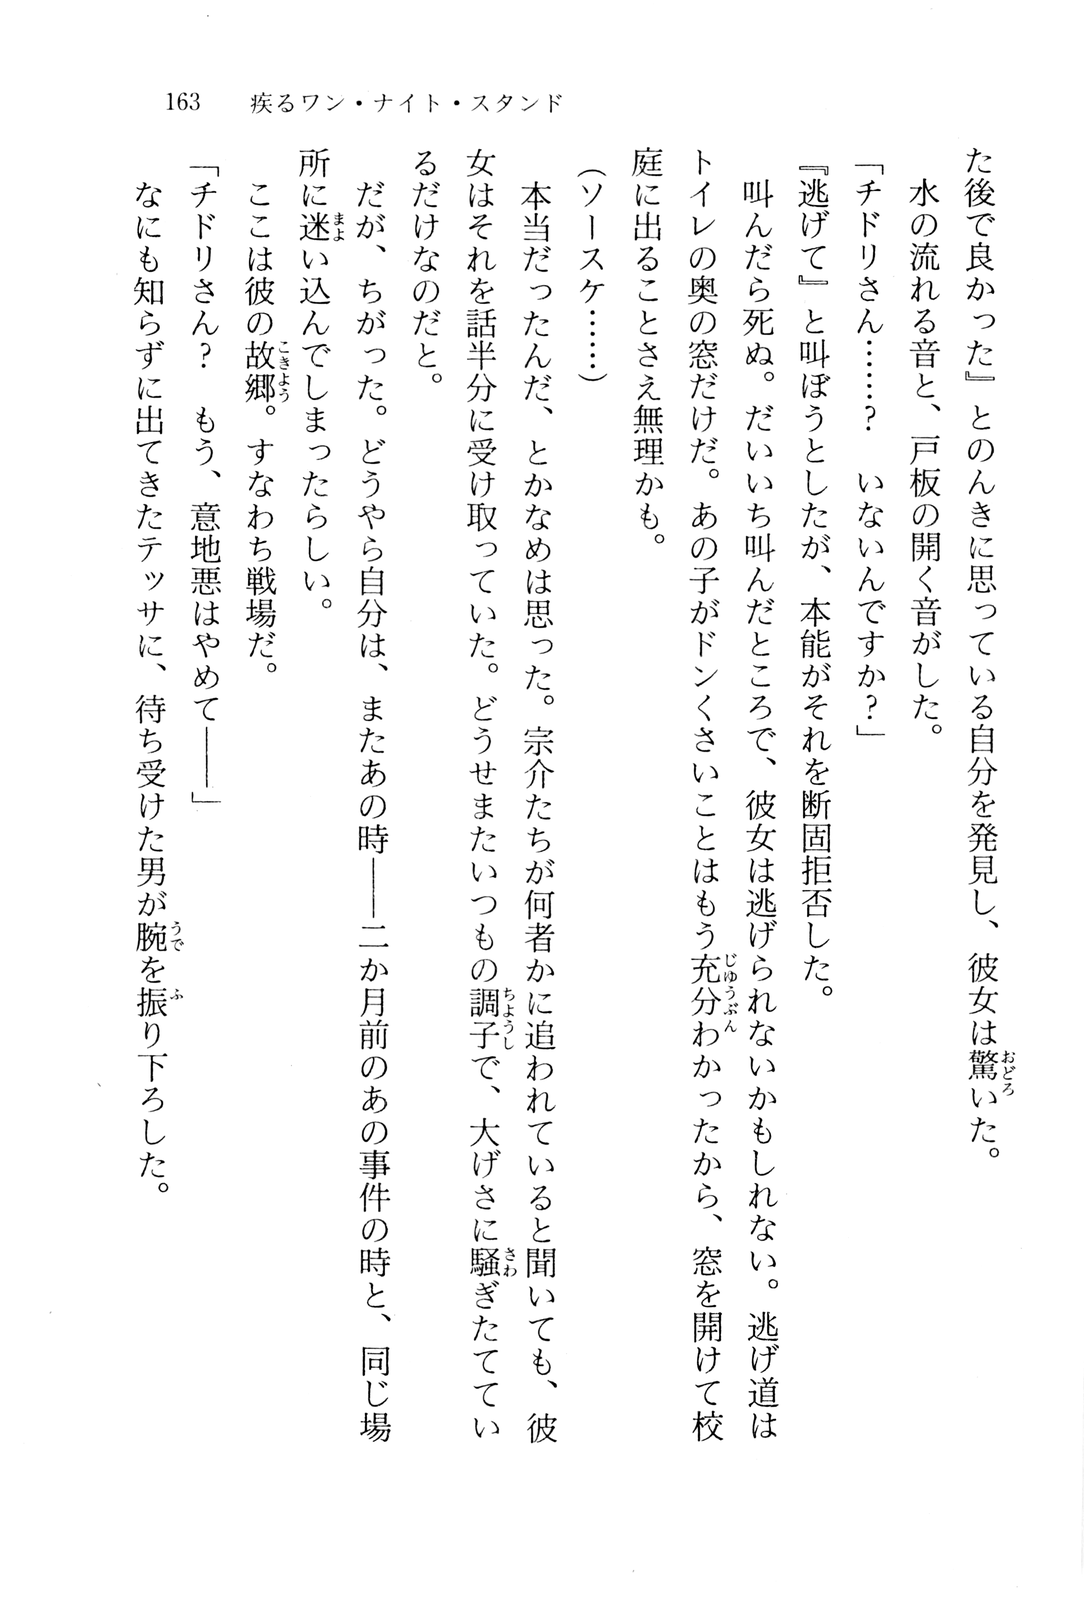 163　疾るワン・ナイト・スタンド
た後で良かった』とのんきに思っている自分を発見し、彼女は驚いた。
　水の流れる音と、戸板の開く音がした。
「チドリさん……？　いないんですか？」
『逃げて』と叫ぼうとしたが、本能がそれを断固拒否した。
　叫んだら死ぬ。だいいち叫んだところで、彼女は逃げられないかもしれない。逃げ道は
トイレの奥の窓だけだ。あの子がドンくさいことはもう充分わかったから、窓を開けて校
庭に出ることさえ無理かも。
（ソースケ……）
　本当だったんだ、とかなめは思った。宗介たちが何者かに追われていると聞いても、彼
女はそれを話半分に受け取っていた。どうせまたいつもの調子で、大げさに騒ぎたててい
るだけなのだと。
　だが、ちがった。どうやら自分は、またあの時――二か月前のあの事件の時と、同じ場
所に迷い込んでしまったらしい。
　ここは彼の故郷。すなわち戦場だ。
「チドリさん？　もう、意地悪はやめて――」
　なにも知らずに出てきたテッサに、待ち受けた男が腕を振り下ろした。